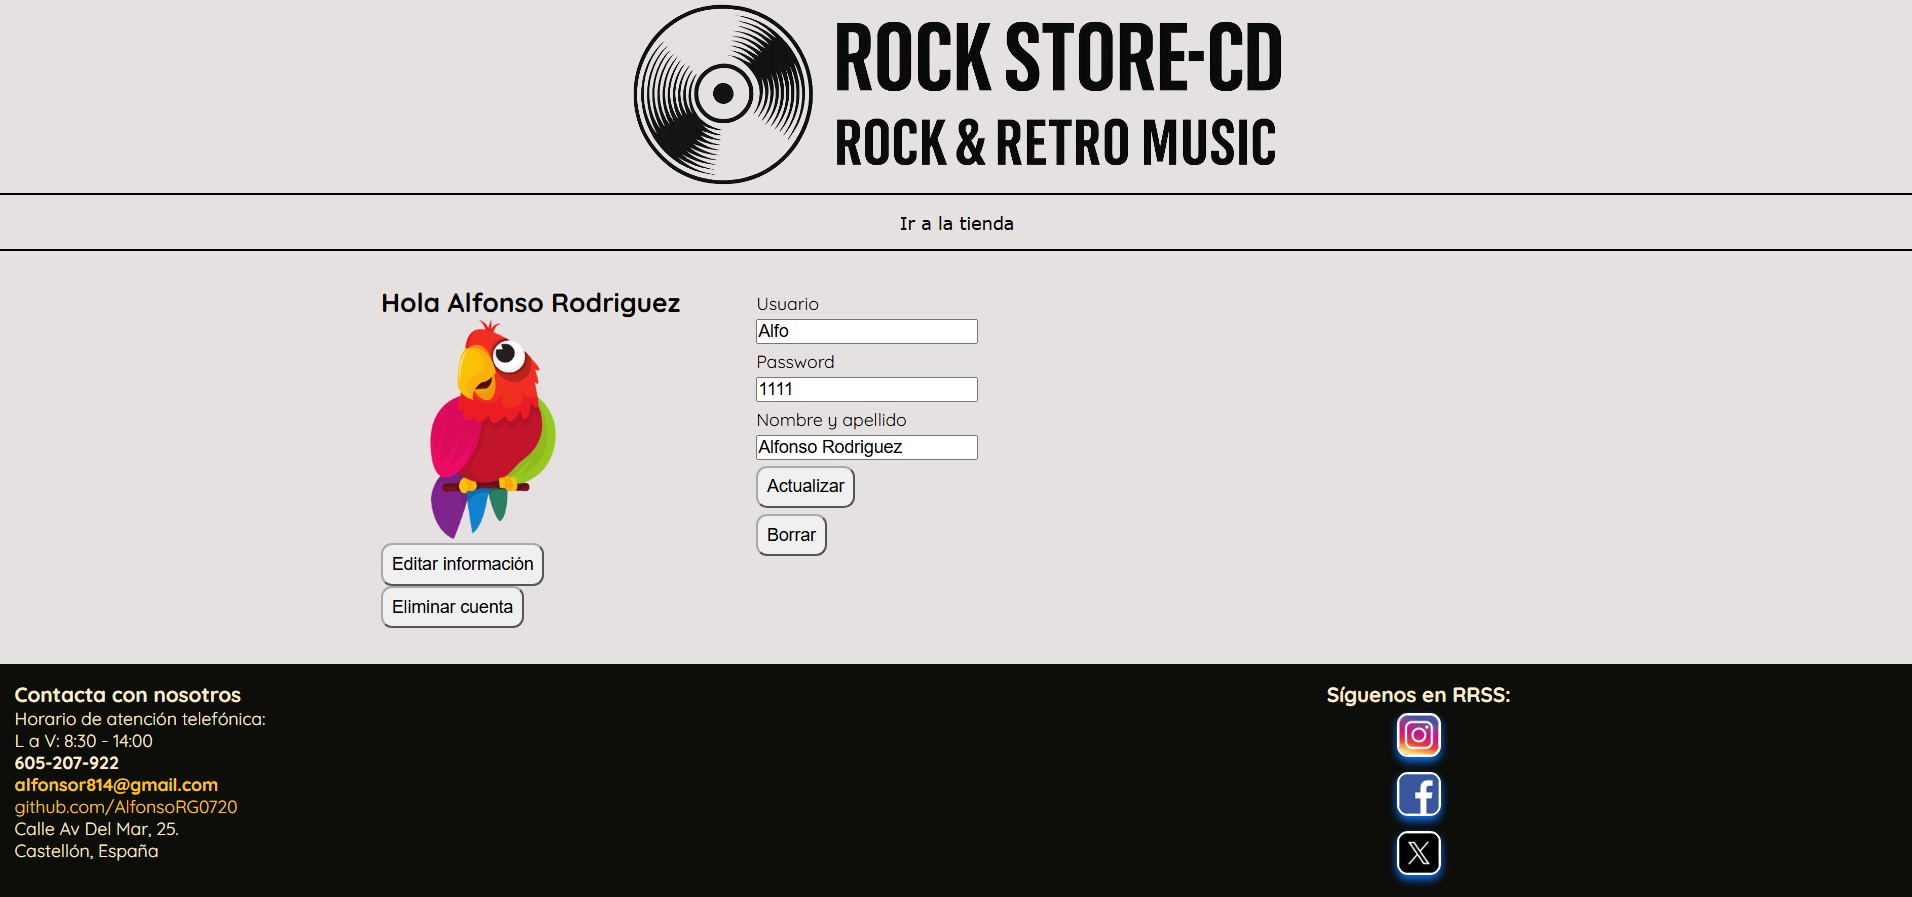 ROCK STORE-CD
ROCK & RETRO MUSIC
Ir a la tienda
Hola Alfonso Rodriguez
Editar información
Eliminar cuenta
Usuario
Alfo
Password
1111
Nombre y apellido
Alfonso Rodriguez
Actualizar
Borrar
Contacta con nosotros
Horario de atención telefónica:
L a V: 8:30 - 14:00
605-207-922
alfonsor814@gmail.com
github.com/AlfonsoRG0720
Calle Av Del Mar, 25.
Castellón, España
Síguenos en RRSS: